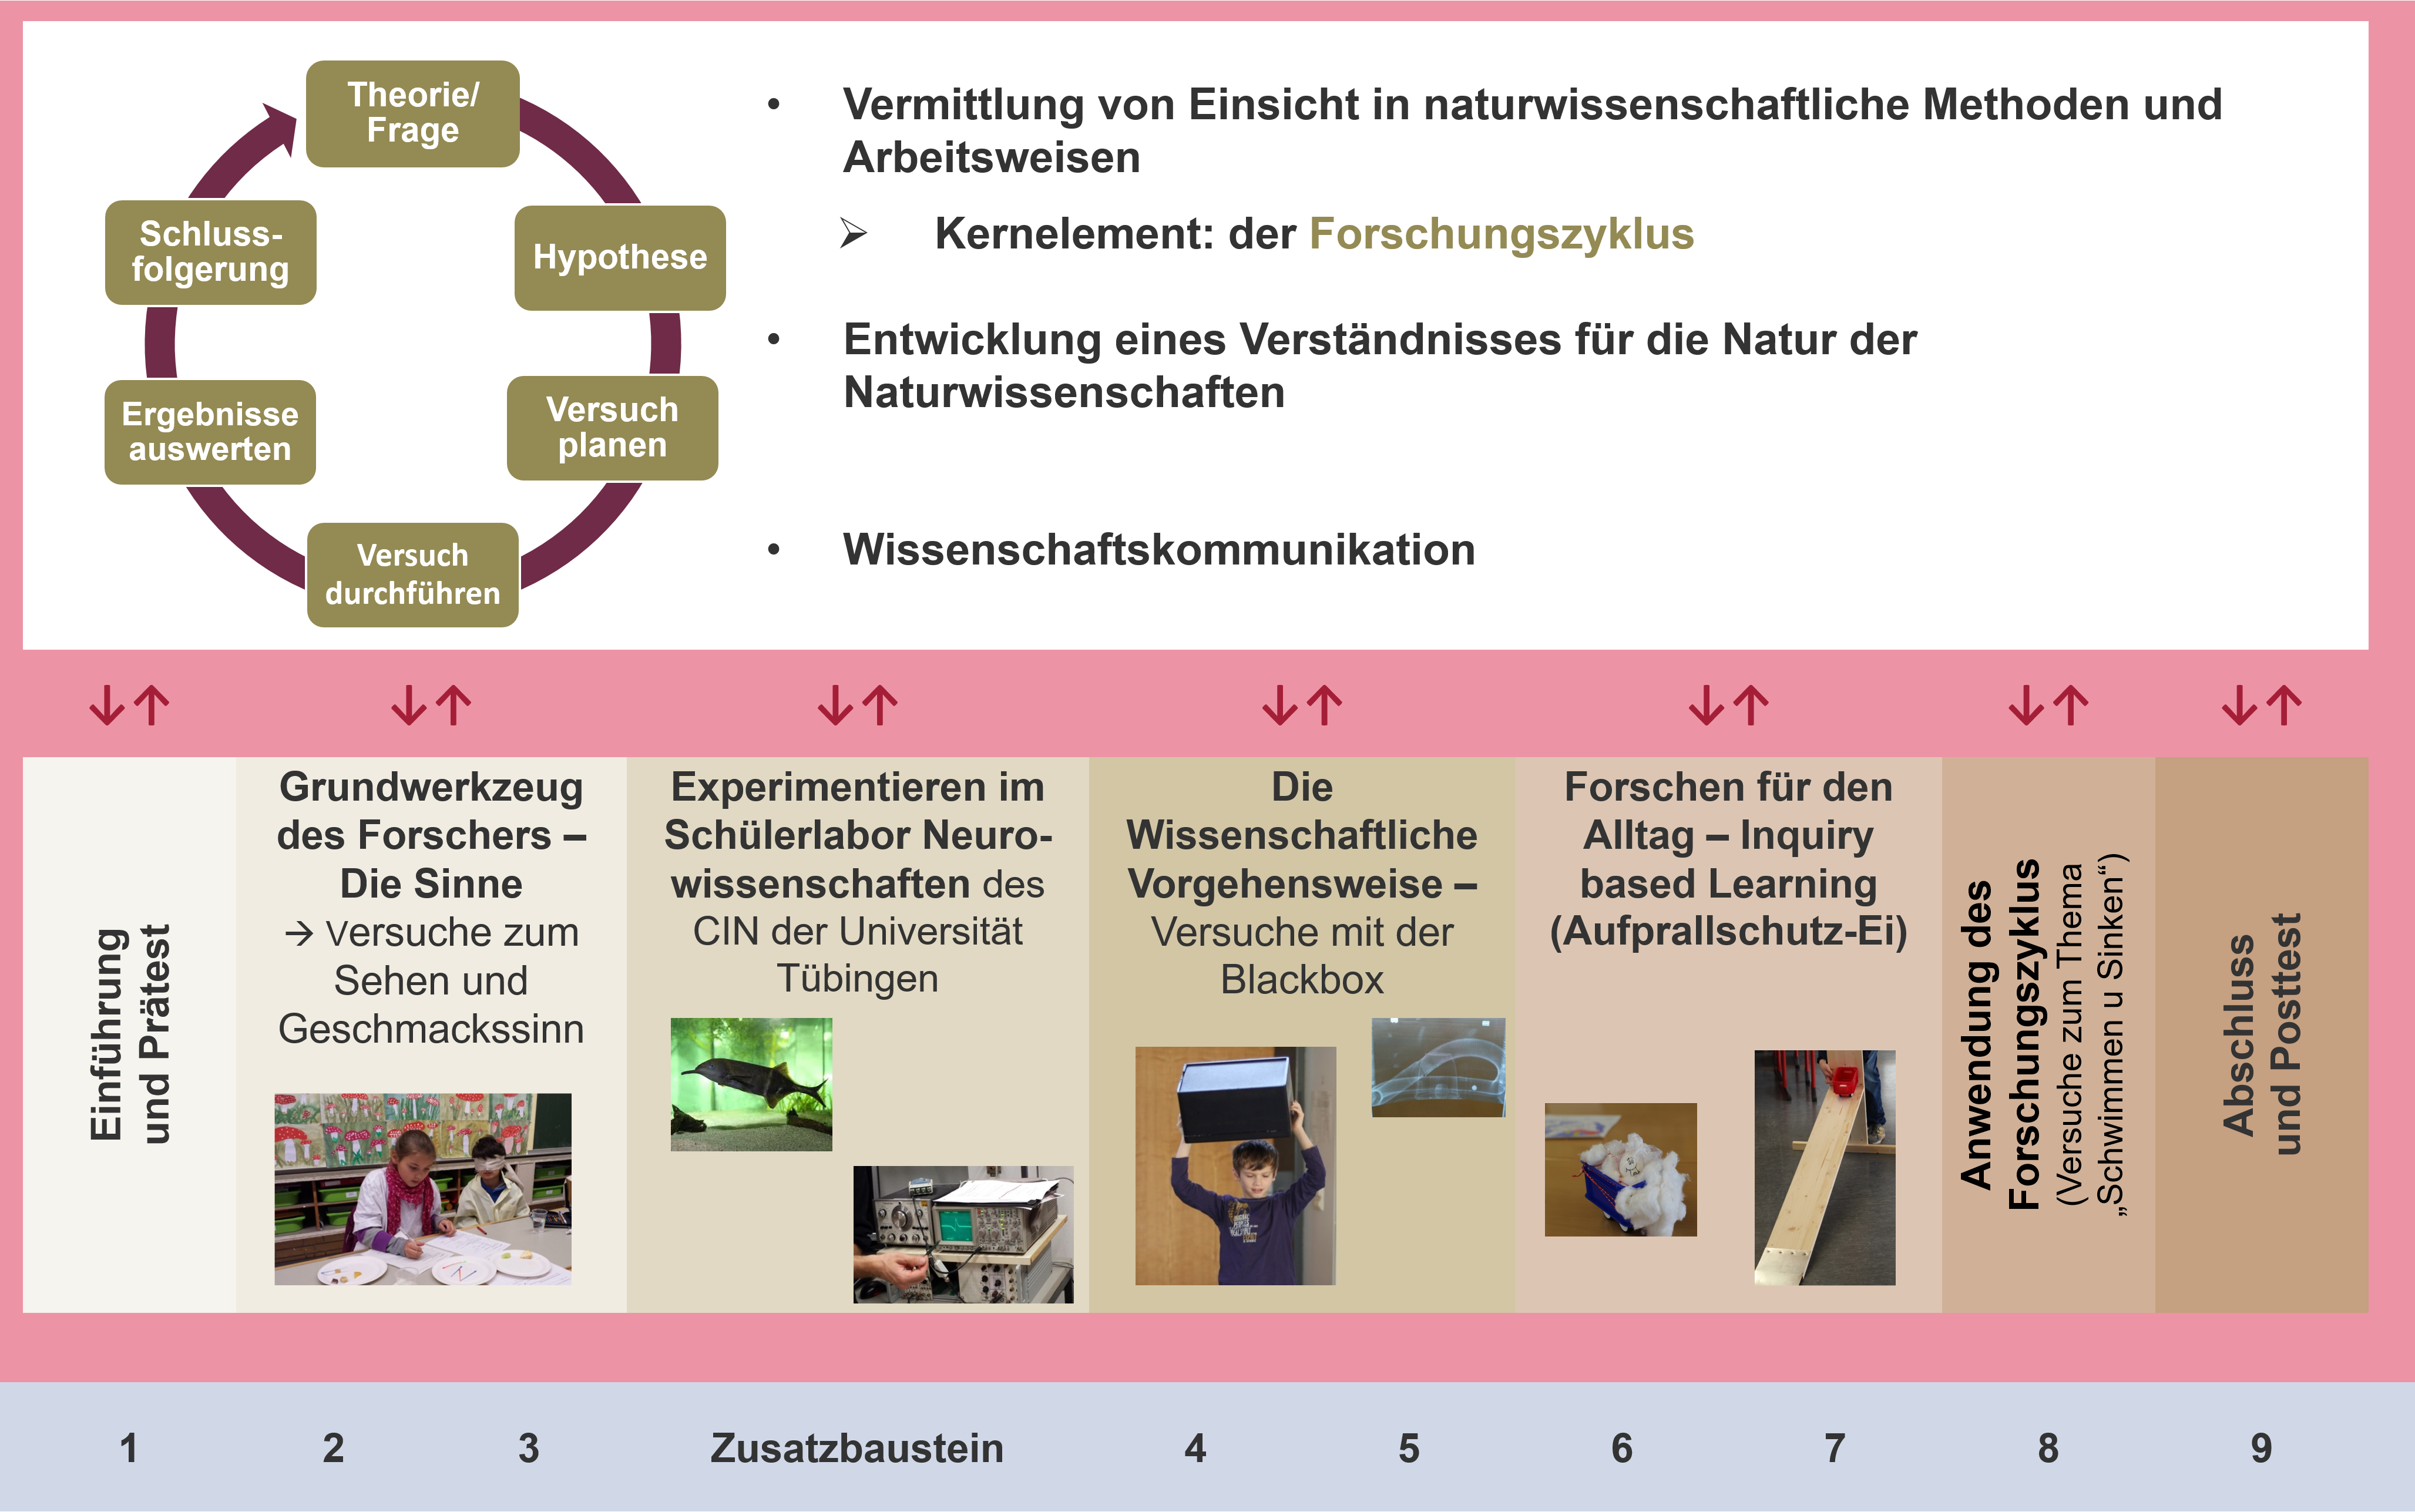 Theorie/
Frage
Hypothese
Versuch
planen
Versuch
durchführen
Ergebnisse
auswerten
Schluss-
folgerung
• Vermittlung von Einsicht in naturwissenschaftliche Methoden und
Arbeitsweisen
➢ Kernelement: der Forschungszyklus
• Entwicklung eines Verständnisses für die Natur der
Naturwissenschaften
• Wissenschaftskommunikation
↓↑ ↓↑ ↓↑ ↓↑ ↓↑ ↓↑ ↓↑
Einführung
und Prätest
Grundwerkzeug
des Forschers –
Die Sinne
→ Versuche zum
Sehen und
Geschmackssinn
Experimentieren im
Schülerlabor Neuro-
wissenschaften des
CIN der Universität
Tübingen
Die
Wissenschaftliche
Vorgehensweise –
Versuche mit der
Blackbox
Forschen für den
Alltag – Inquiry
based Learning
(Aufprallschutz-Ei)
Anwendung des
Forschungszyklus
(Versuche zum Thema
„Schwimmen u Sinken“)
Abschluss
und Posttest
1 2 3 Zusatzbaustein 4 5 6 7 8 9